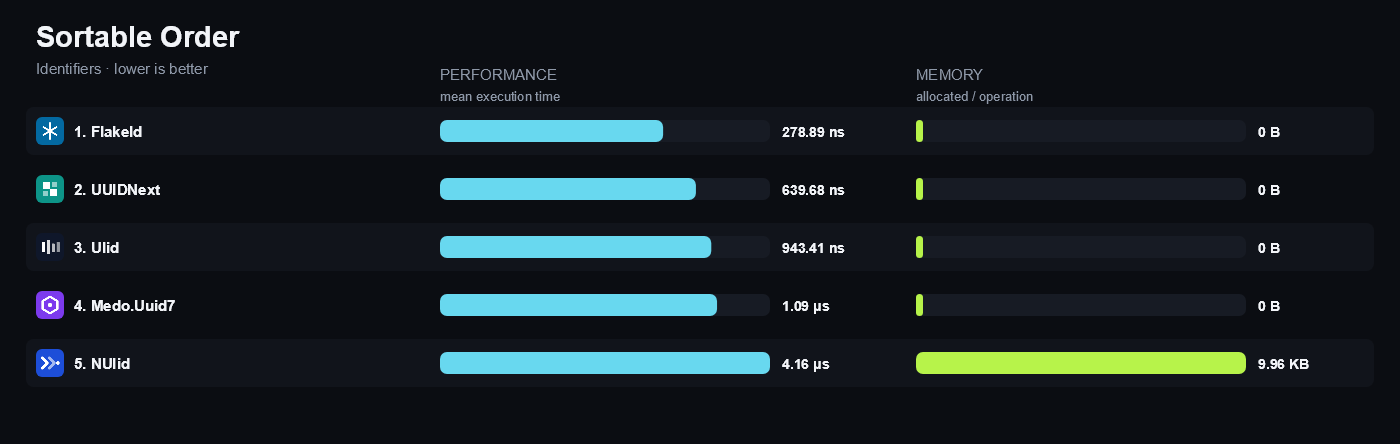 Sortable Order
Identifiers · lower is better
PERFORMANCE
mean execution time
MEMORY
allocated / operation
1. FlakeId 278.89 ns 0 B
2. UUIDNext 639.68 ns 0 B
3. Ulid 943.41 ns 0 B
4. Medo.Uuid7 1.09 μs 0 B
5. NUlid 4.16 μs 9.96 KB